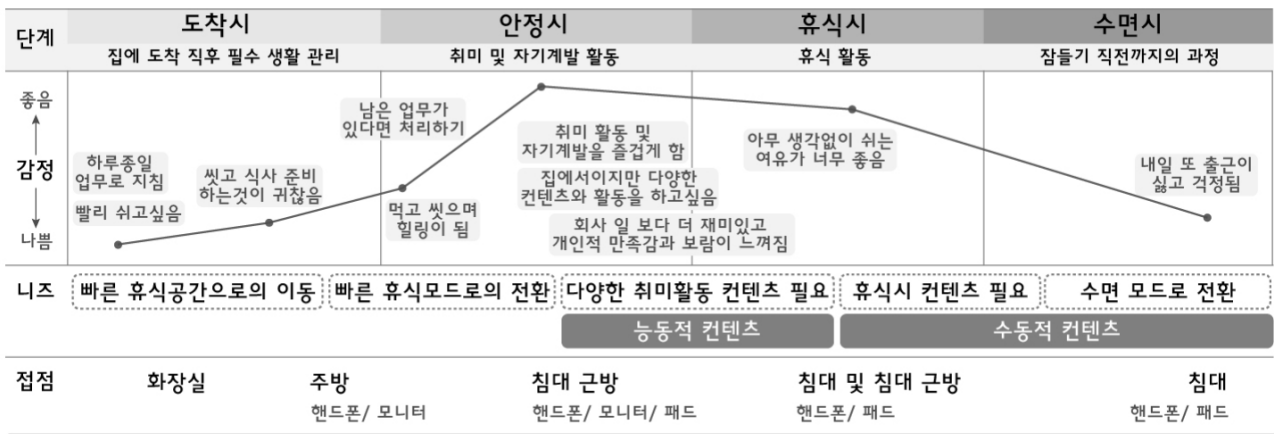 단계
도착시
안정시
휴식시
수면시
집에 도착 직후 필수 생활 관리
취미 및 자기계발 활동
휴식 활동
잠들기 직전까지의 과정
좋음
감정
나쁨
하루종일
업무로 지침
빨리 쉬고싶음
씻고 식사 준비
하는것이 귀찮음
남은 업무가
있다면 처리하기
먹고 씻으며
힐링이 됨
취미 활동 및
자기계발을 즐겁게 함
집에서이지만 다양한
컨텐츠와 활동을 하고싶음
회사 일 보다 더 재미있고
개인적 만족감과 보람이 느껴짐
아무 생각없이 쉬는
여유가 너무 좋음
내일 또 출근이
싫고 걱정됨
니즈
빠른 휴식공간으로의 이동
빠른 휴식모드로의 전환
다양한 취미활동 컨텐츠 필요
휴식시 컨텐츠 필요
수면 모드로 전환
능동적 컨텐츠
수동적 컨텐츠
접점
화장실
주방
침대 근방
침대 및 침대 근방
침대
핸드폰/ 모니터
핸드폰/ 모니터/ 패드
핸드폰/ 패드
핸드폰/ 패드